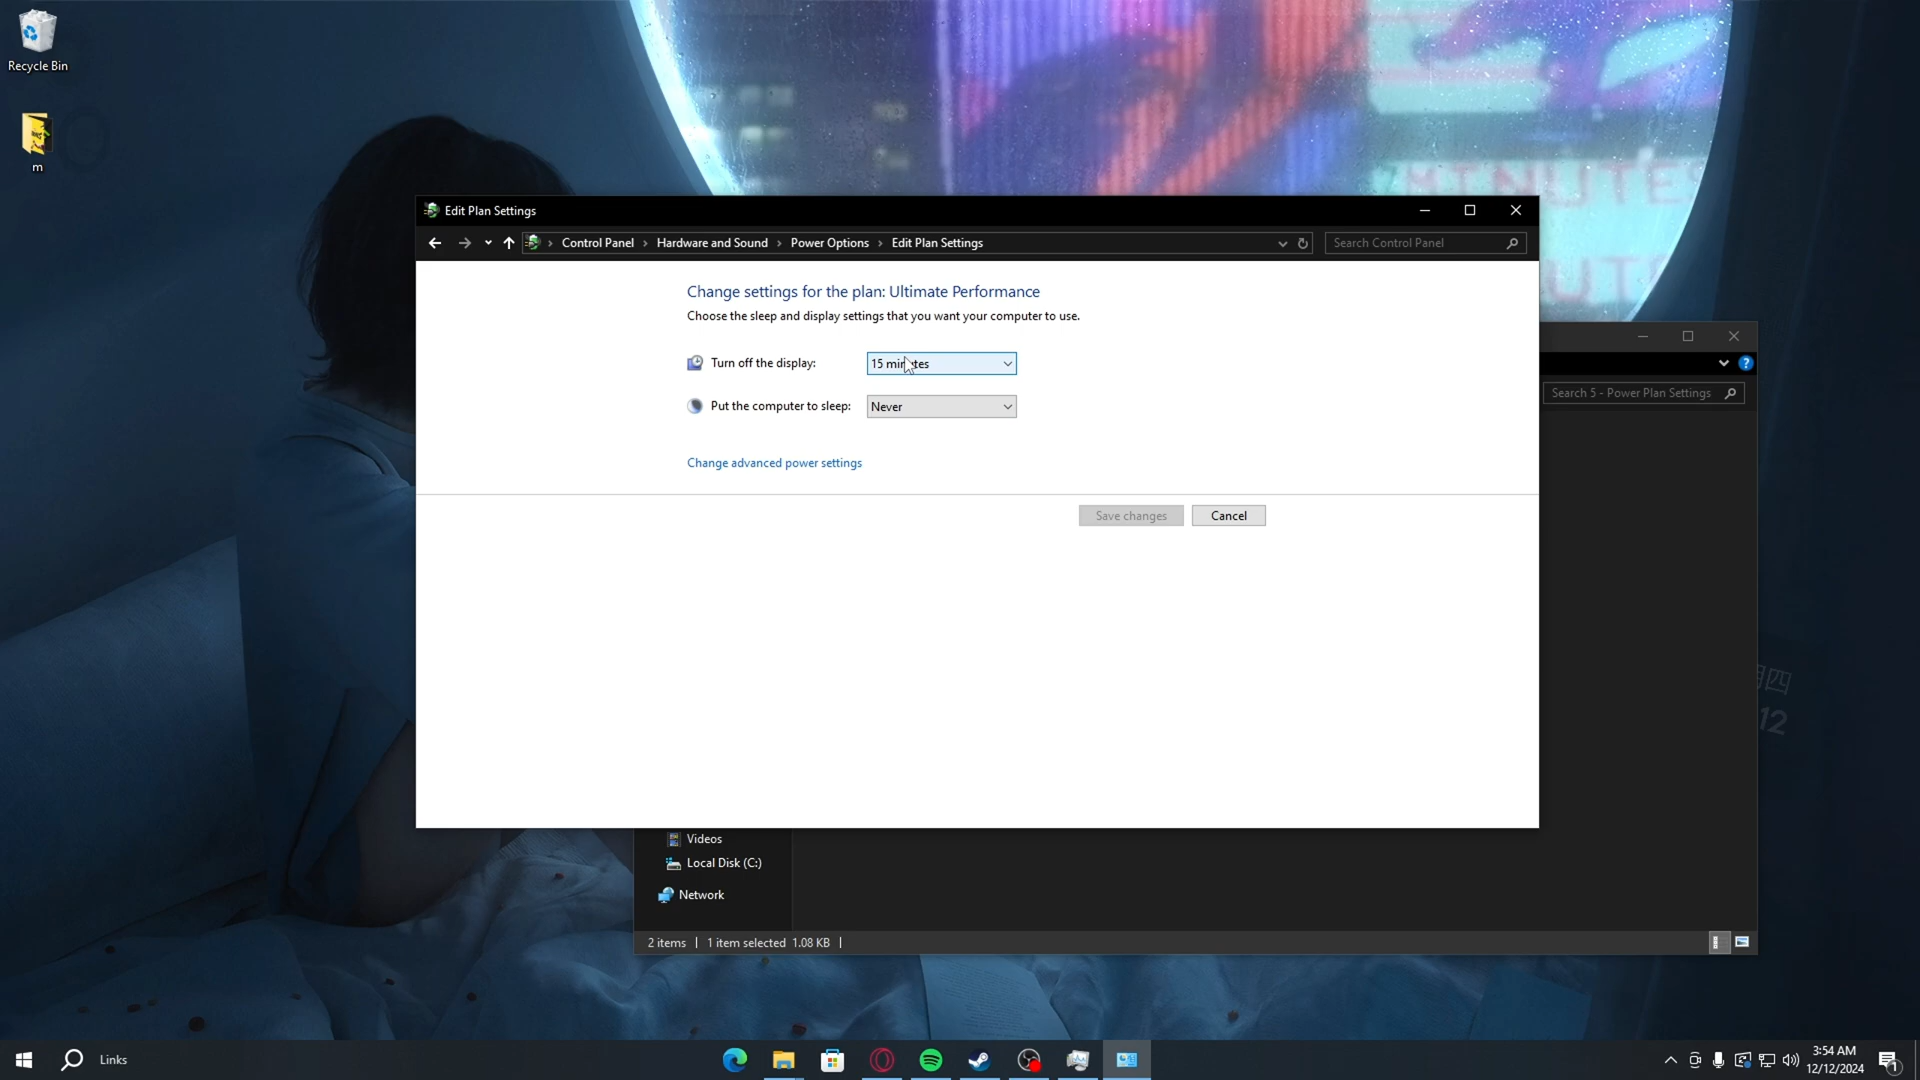 Recycle Bin
m
Edit Plan Settings
Control Panel
Hardware and Sound
Power Options
Edit Plan Settings
Search Control Panel
Change settings for the plan: Ultimate Performance
Choose the sleep and display settings that you want your computer to use.
Turn off the display:
15 minutes
Put the computer to sleep:
Never
Change advanced power settings
Save changes
Cancel
Search 5 - Power Plan Settings
MINUTES
Videos
Local Disk (C:)
Network
2 items
1 item selected 1.08 KB
12
Links
3:54 AM
12/12/2024
1